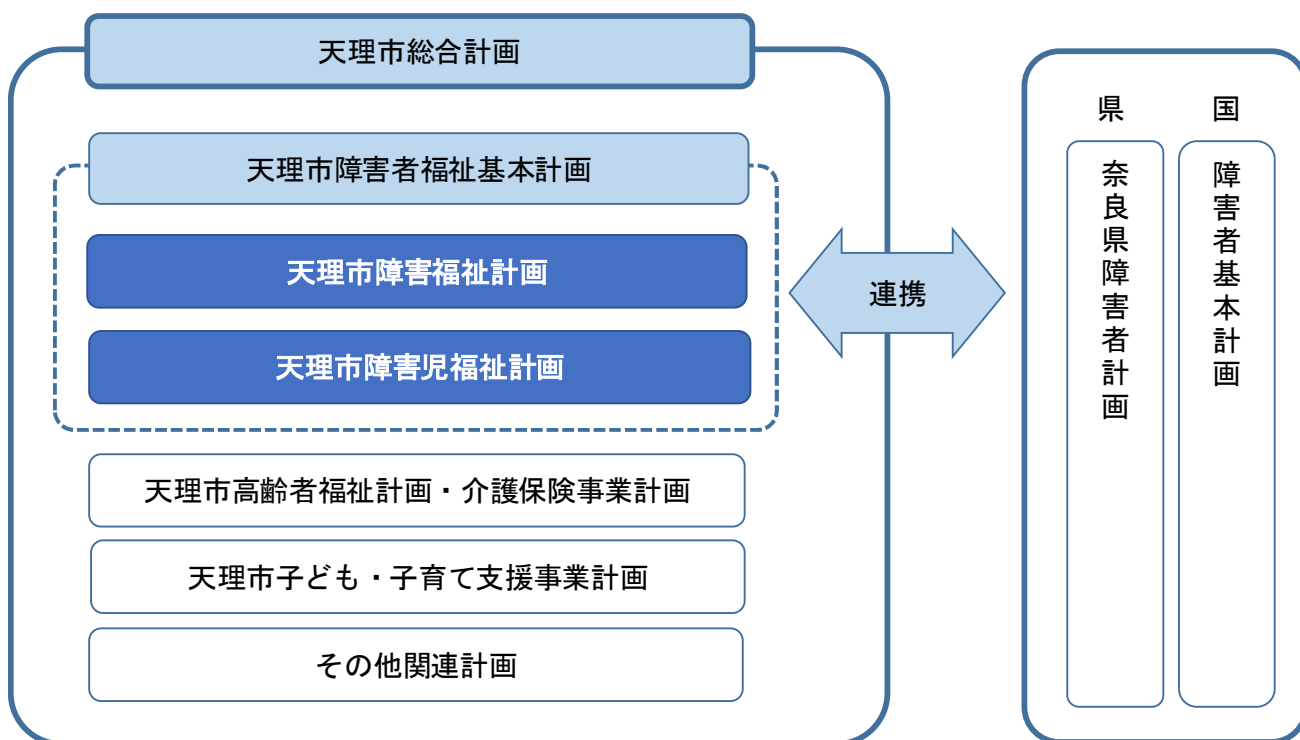 天理市総合計画
天理市障害者福祉基本計画
天理市障害福祉計画
天理市障害児福祉計画
天理市高齢者福祉計画・介護保険事業計画
天理市子ども・子育て支援事業計画
その他関連計画
連携
国
障害者基本計画
県
奈良県障害者計画